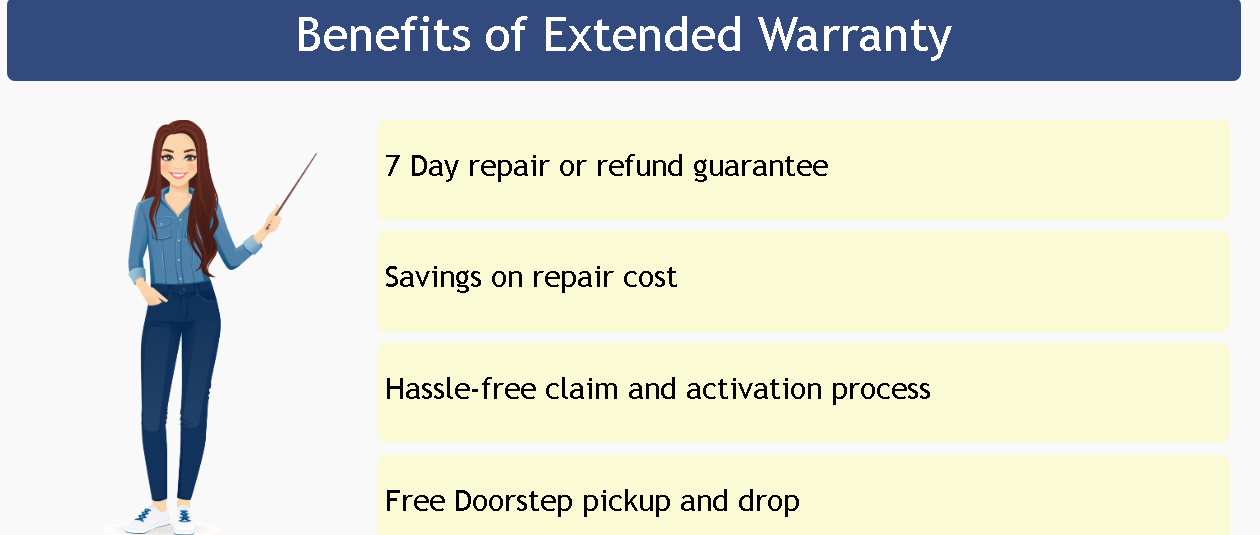 Benefits of Extended Warranty
7 Day repair or refund guarantee
Savings on repair cost
Hassle-free claim and activation process
Free Doorstep pickup and drop